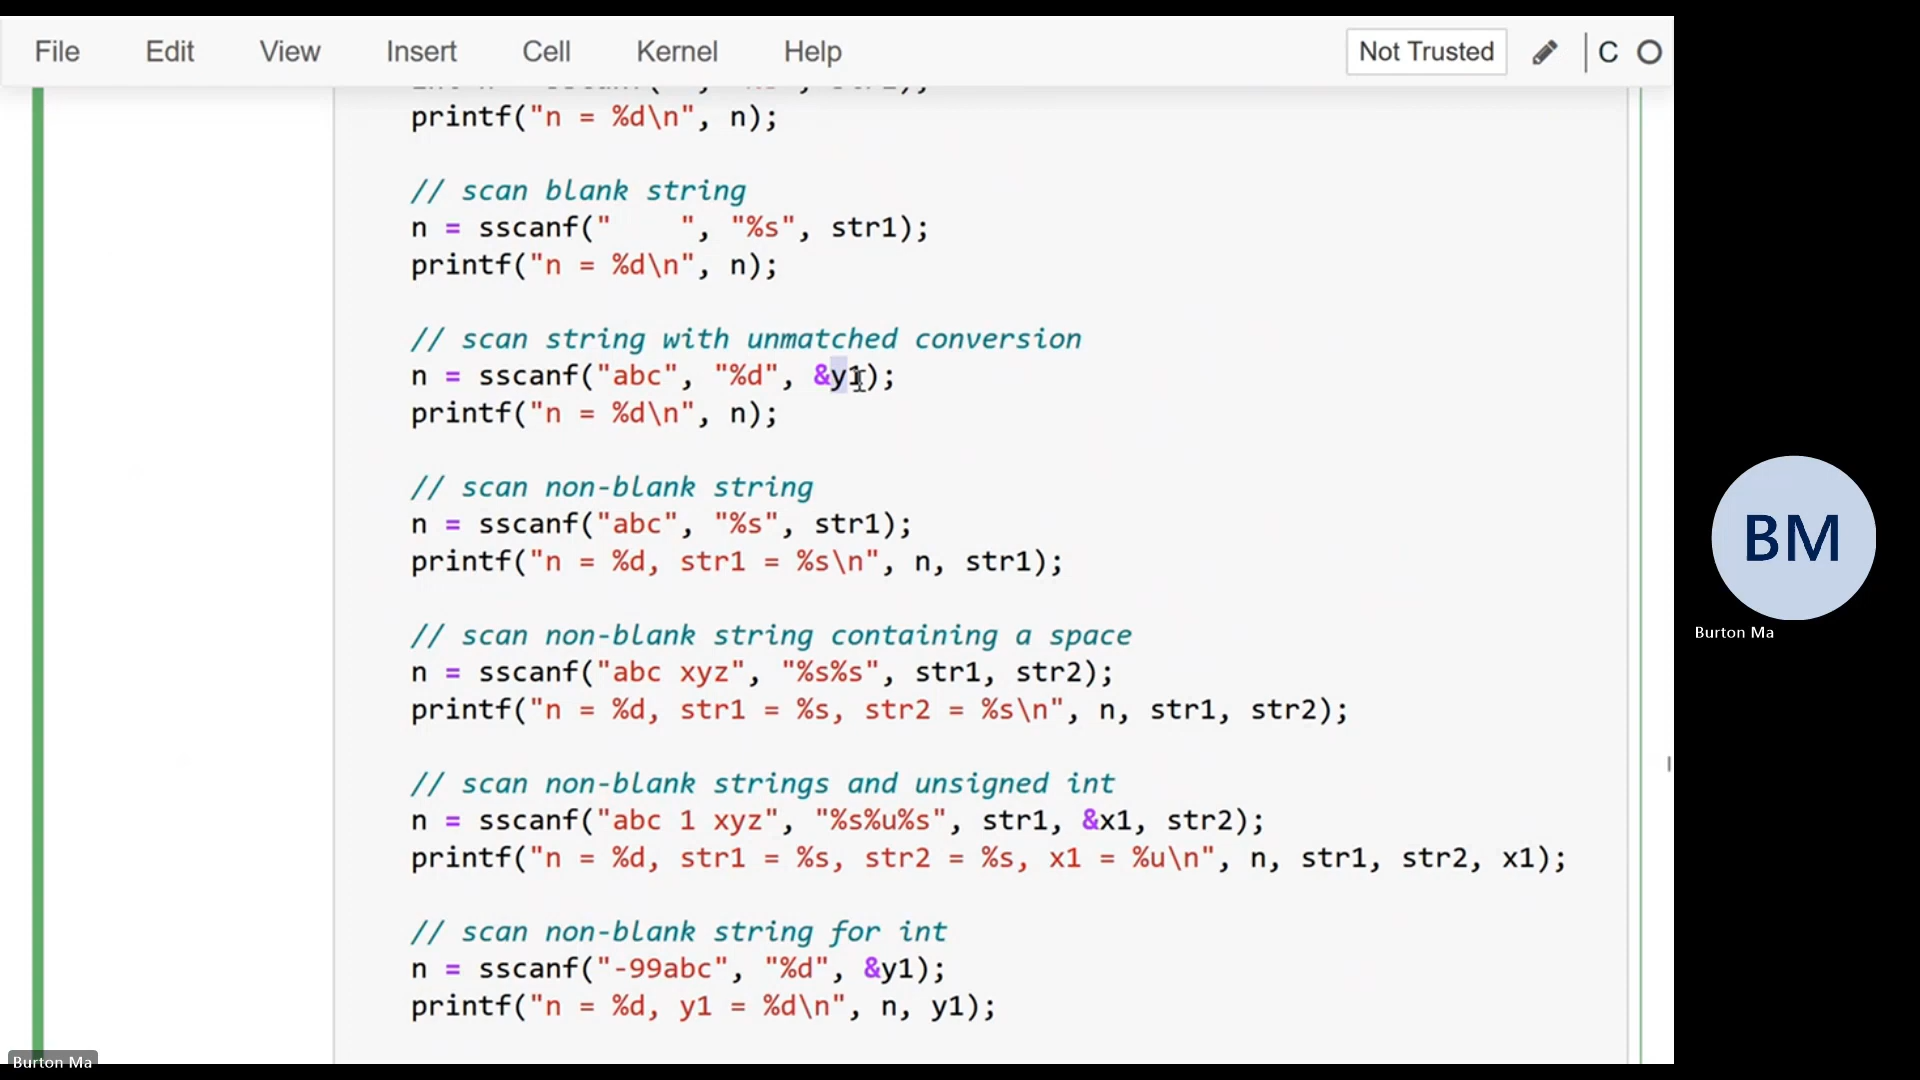 File Edit View Insert Cell Kernel Help Not Trusted C
printf("n = %d\n", n);
// scan blank string
n = sscanf("    ", "%s", str1);
printf("n = %d\n", n);
// scan string with unmatched conversion
n = sscanf("abc", "%d", &y1);
printf("n = %d\n", n);
// scan non-blank string
n = sscanf("abc", "%s", str1);
printf("n = %d, str1 = %s\n", n, str1);
// scan non-blank string containing a space
n = sscanf("abc xyz", "%s%s", str1, str2);
printf("n = %d, str1 = %s, str2 = %s\n", n, str1, str2);
// scan non-blank strings and unsigned int
n = sscanf("abc 1 xyz", "%s%u%s", str1, &x1, str2);
printf("n = %d, str1 = %s, str2 = %s, x1 = %u\n", n, str1, str2, x1);
// scan non-blank string for int
n = sscanf("-99abc", "%d", &y1);
printf("n = %d, y1 = %d\n", n, y1);
BM
Burton Ma
Burton Ma